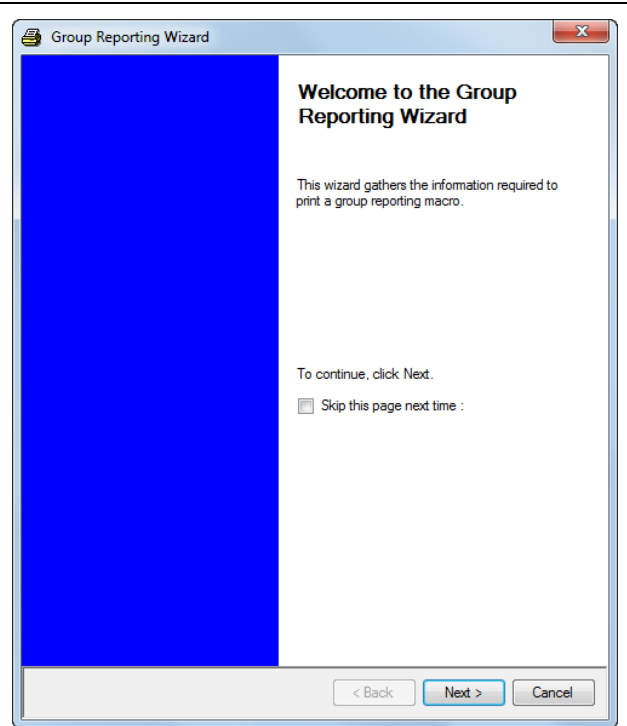 Group Reporting Wizard
Welcome to the Group
Reporting Wizard
This wizard gathers the information required to
print a group reporting macro.
To continue, click Next.
Skip this page next time :
< Back Next > Cancel